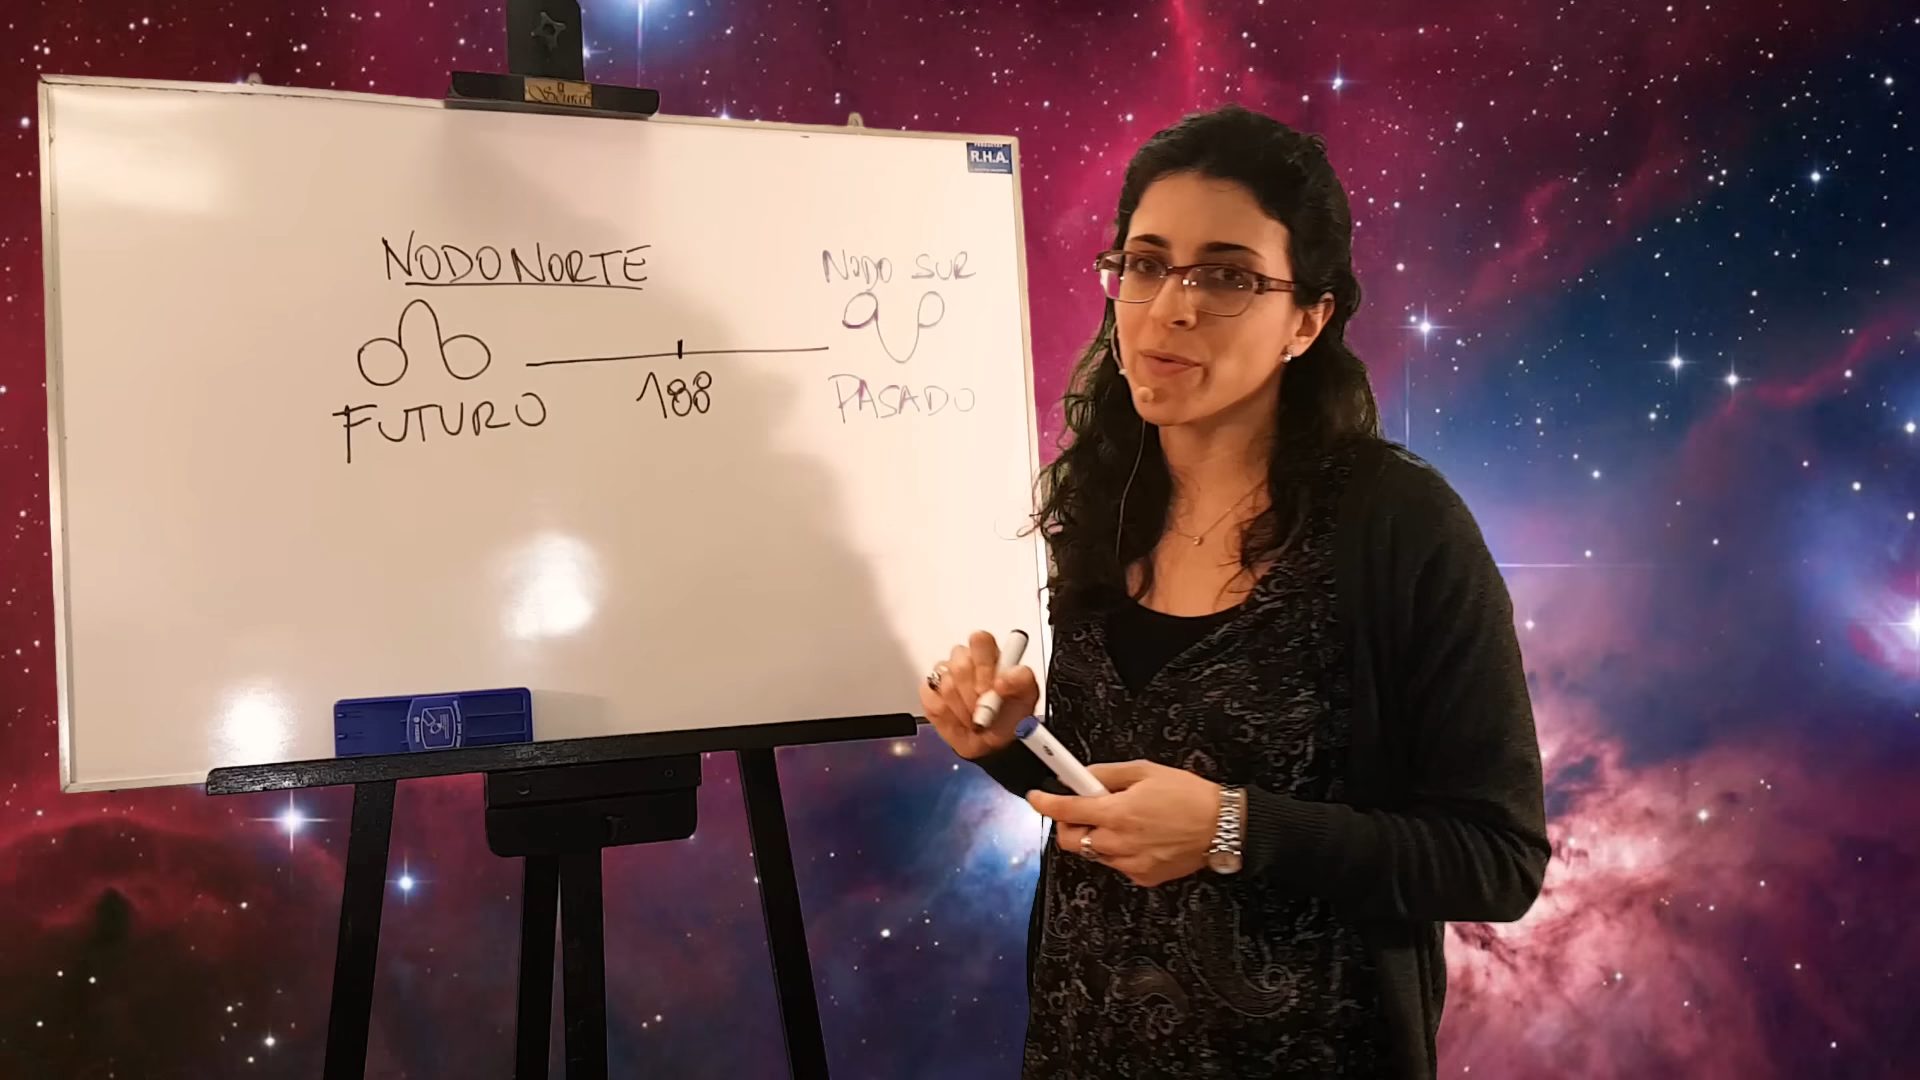 NODO NORTE
NODO SUR
FUTURO
188
PASADO
R.H.A.